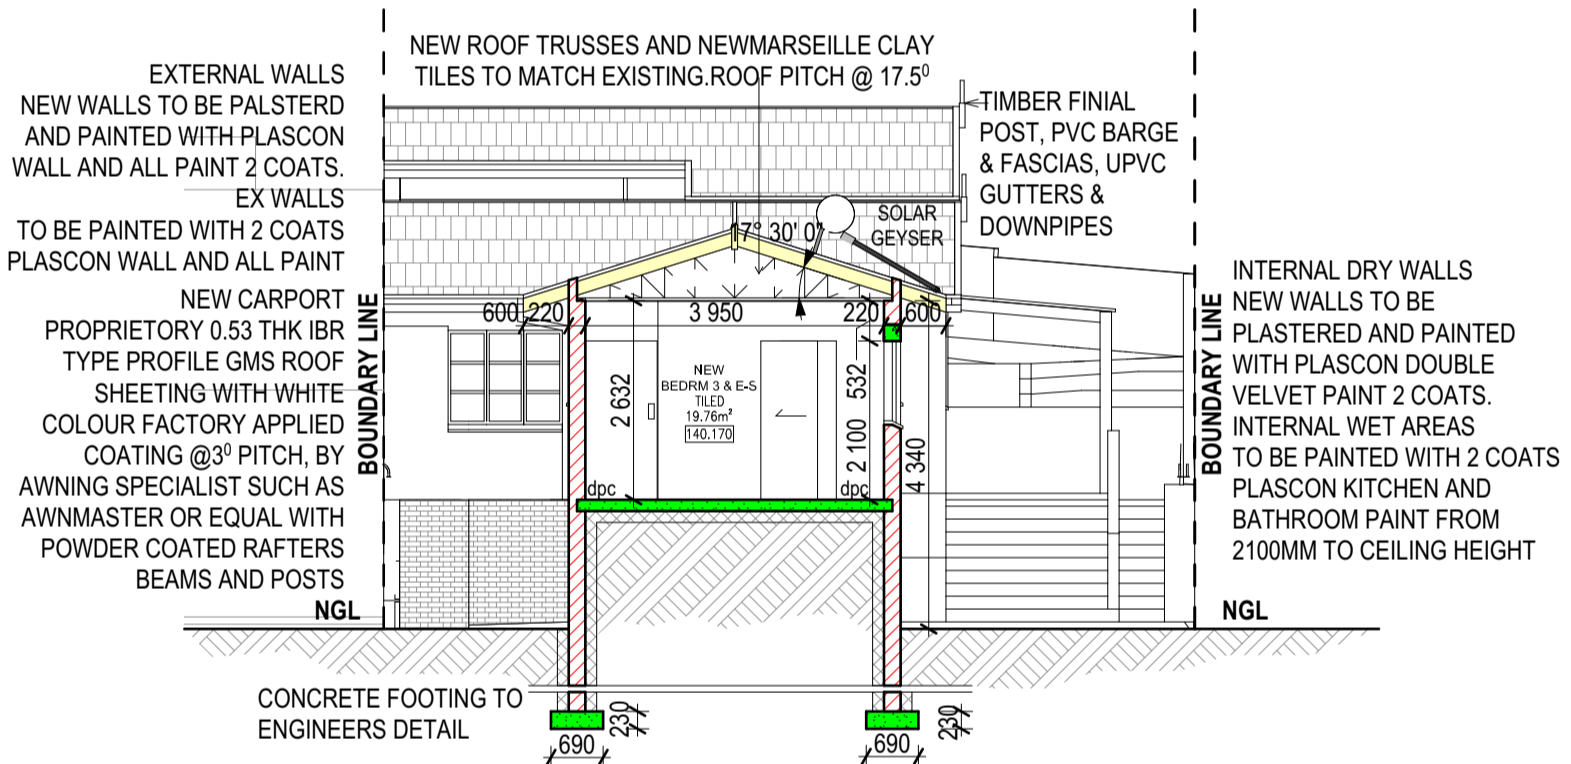 NEW ROOF TRUSSES AND NEWMARSEILLE CLAY
TILES TO MATCH EXISTING.ROOF PITCH @ 17.5⁰
EXTERNAL WALLS
NEW WALLS TO BE PALSTERD
AND PAINTED WITH PLASCON
WALL AND ALL PAINT 2 COATS.
EX WALLS
TO BE PAINTED WITH 2 COATS
PLASCON WALL AND ALL PAINT
NEW CARPORT
PROPRIETORY 0.53 THK IBR
TYPE PROFILE GMS ROOF
SHEETING WITH WHITE
COLOUR FACTORY APPLIED
COATING @3⁰ PITCH, BY
AWNING SPECIALIST SUCH AS
AWNMASTER OR EQUAL WITH
POWDER COATED RAFTERS
BEAMS AND POSTS
NGL
BOUNDARY LINE
TIMBER FINIAL
POST, PVC BARGE
& FASCIAS, UPVC
GUTTERS &
DOWNPIPES
SOLAR
GEYSER
7° 30' 0"
600 220 3 950 220 600
2 632
NEW
BEDRM 3 & E-S
TILED
19.76m²
140.170
532
2 100
4 340
dpc
dpc
BOUNDARY LINE
INTERNAL DRY WALLS
NEW WALLS TO BE
PLASTERED AND PAINTED
WITH PLASCON DOUBLE
VELVET PAINT 2 COATS.
INTERNAL WET AREAS
TO BE PAINTED WITH 2 COATS
PLASCON KITCHEN AND
BATHROOM PAINT FROM
2100MM TO CEILING HEIGHT
NGL
CONCRETE FOOTING TO
ENGINEERS DETAIL
230
690
690
230